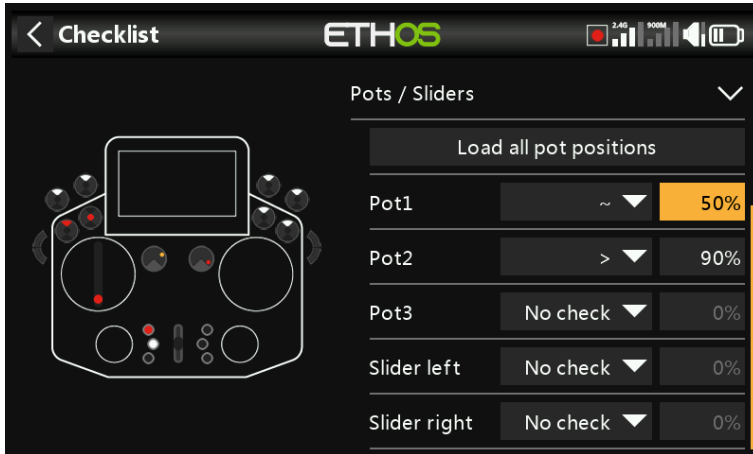 Checklist
ETHOS
2.4G 900M
Pots / Sliders
Load all pot positions
Pot1 ~ 50%
Pot2 > 90%
Pot3 No check 0%
Slider left No check 0%
Slider right No check 0%